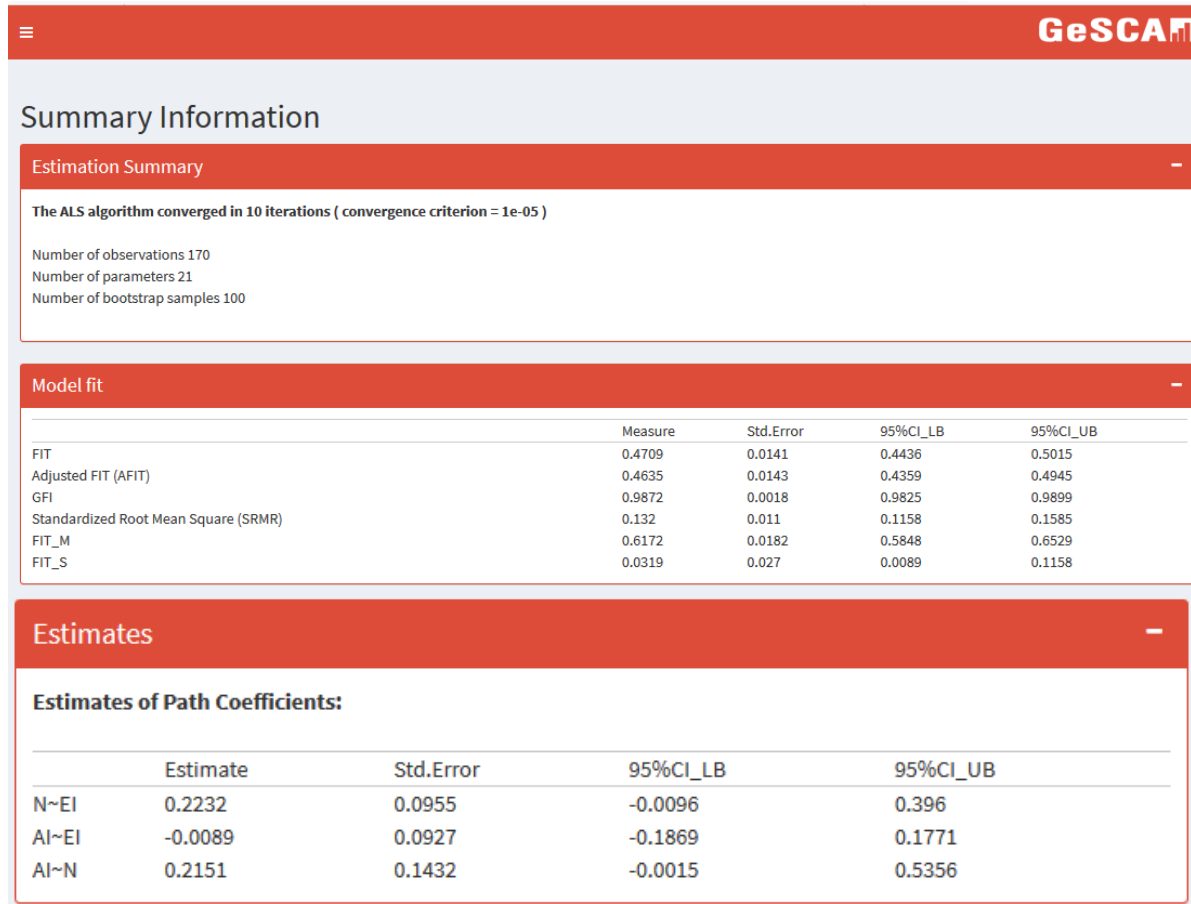 GeSCA
Summary Information
Estimation Summary
The ALS algorithm converged in 10 iterations ( convergence criterion = 1e-05 )
Number of observations 170
Number of parameters 21
Number of bootstrap samples 100
Model fit
Measure Std.Error 95%CI_LB 95%CI_UB
FIT 0.4709 0.0141 0.4436 0.5015
Adjusted FIT (AFIT) 0.4635 0.0143 0.4359 0.4945
GFI 0.9872 0.0018 0.9825 0.9899
Standardized Root Mean Square (SRMR) 0.132 0.011 0.1158 0.1585
FIT_M 0.6172 0.0182 0.5848 0.6529
FIT_S 0.0319 0.027 0.0089 0.1158
Estimates
Estimates of Path Coefficients:
Estimate Std.Error 95%CI_LB 95%CI_UB
N~EI 0.2232 0.0955 -0.0096 0.396
AI~EI -0.0089 0.0927 -0.1869 0.1771
AI~N 0.2151 0.1432 -0.0015 0.5356